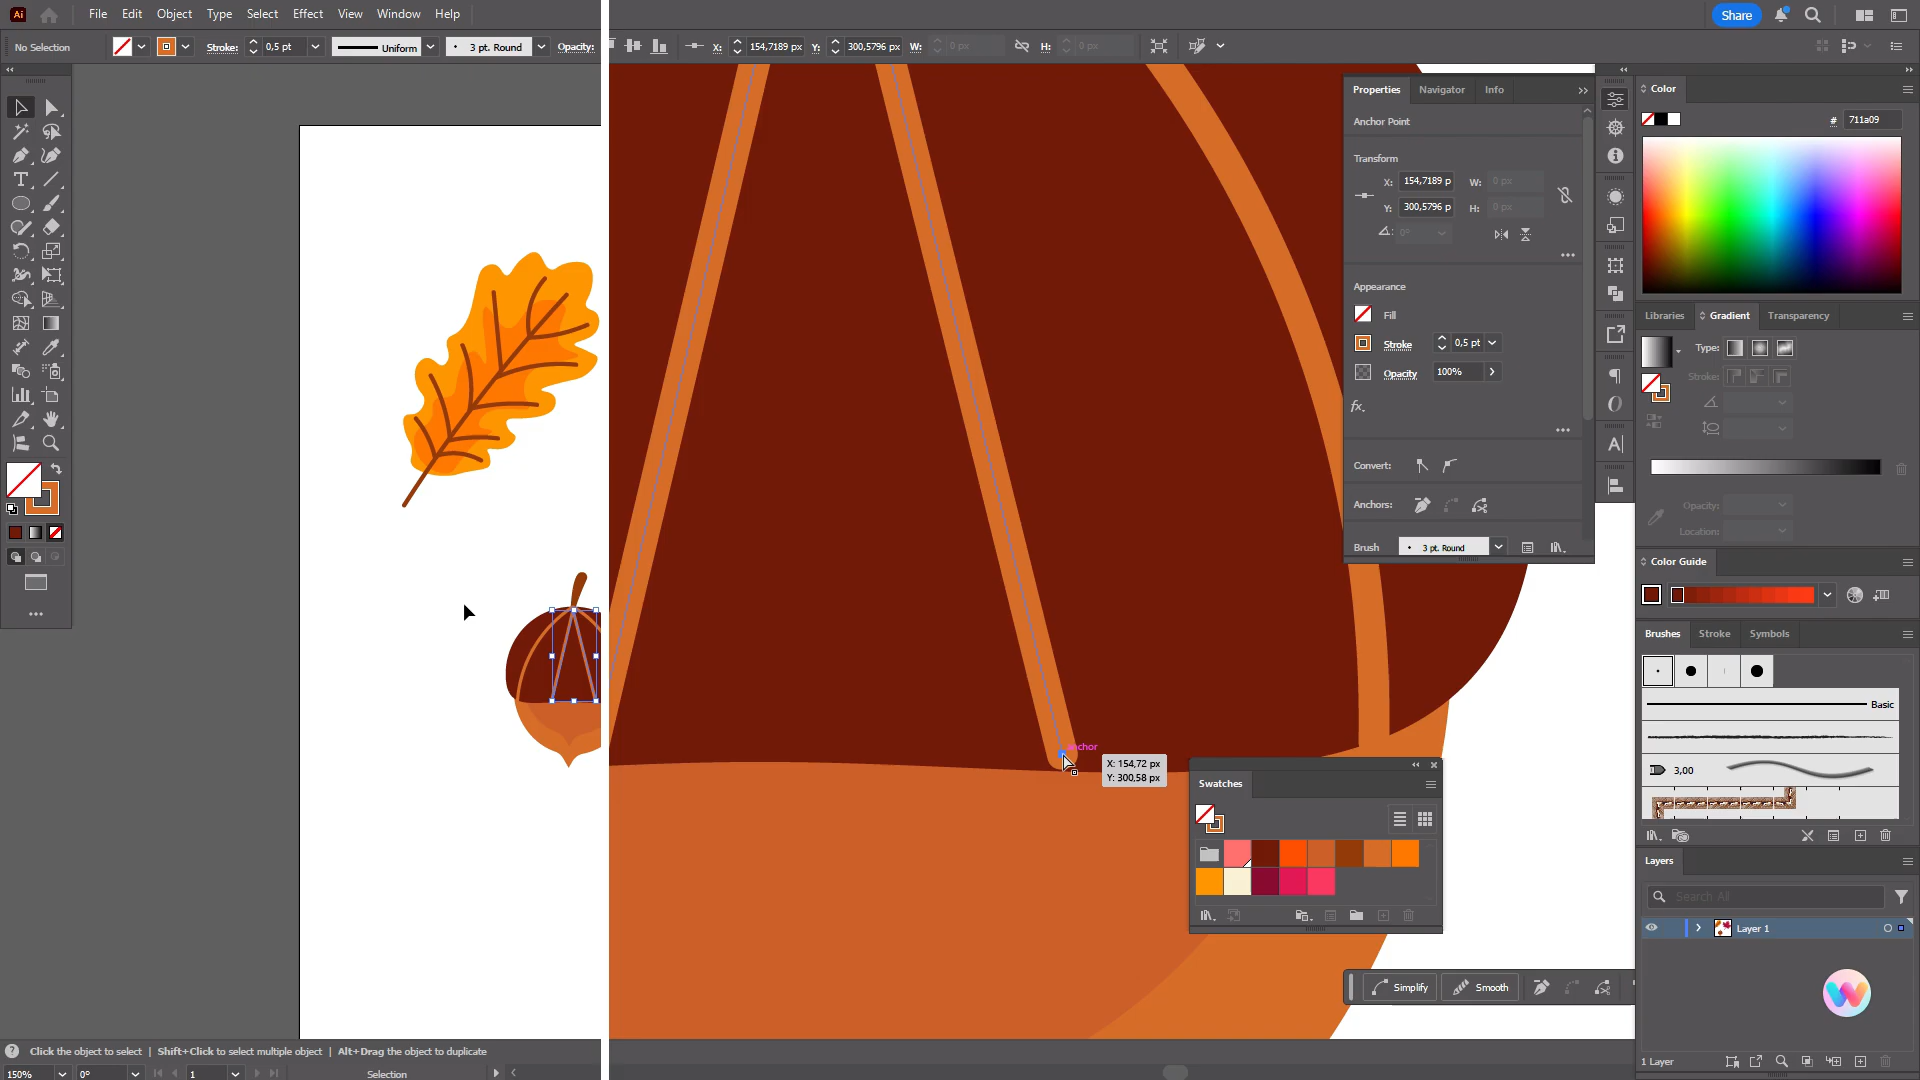 Ai File Edit Object Type Select Effect View Window Help Share
No Selection Stroke: 0,5 pt Uniform 3 pt. Round Opacity: X: 154,7189 px Y: 300,5796 px W: 0 px H: 0 px
Properties Navigator Info
Anchor Point
Transform
X: 154,7189 p W: 0 px
Y: 300,5796 p H: 0 px
0°
Appearance
Fill
Stroke 0,5 pt
Opacity 100%
fx.
Convert:
Anchors:
Brush 3 pt. Round
Color
# 711a09
Libraries Gradient Transparency
Type:
Stroke:
Opacity:
Location:
Color Guide
Brushes Stroke Symbols
Basic
3,00
Layers
Search All
Layer 1
1 Layer
anchor
X: 154,72 px
Y: 300,58 px
Swatches
Simplify Smooth
Click the object to select | Shift+Click to select multiple object | Alt+Drag the object to duplicate
150% 0° 1 Selection